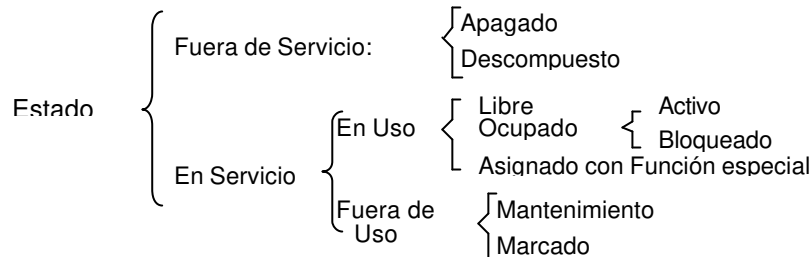 Estado
Fuera de Servicio:
Apagado
Descompuesto
En Servicio
En Uso
Libre
Ocupado
Activo
Bloqueado
Asignado con Función especial
Fuera de
Uso
Mantenimiento
Marcado